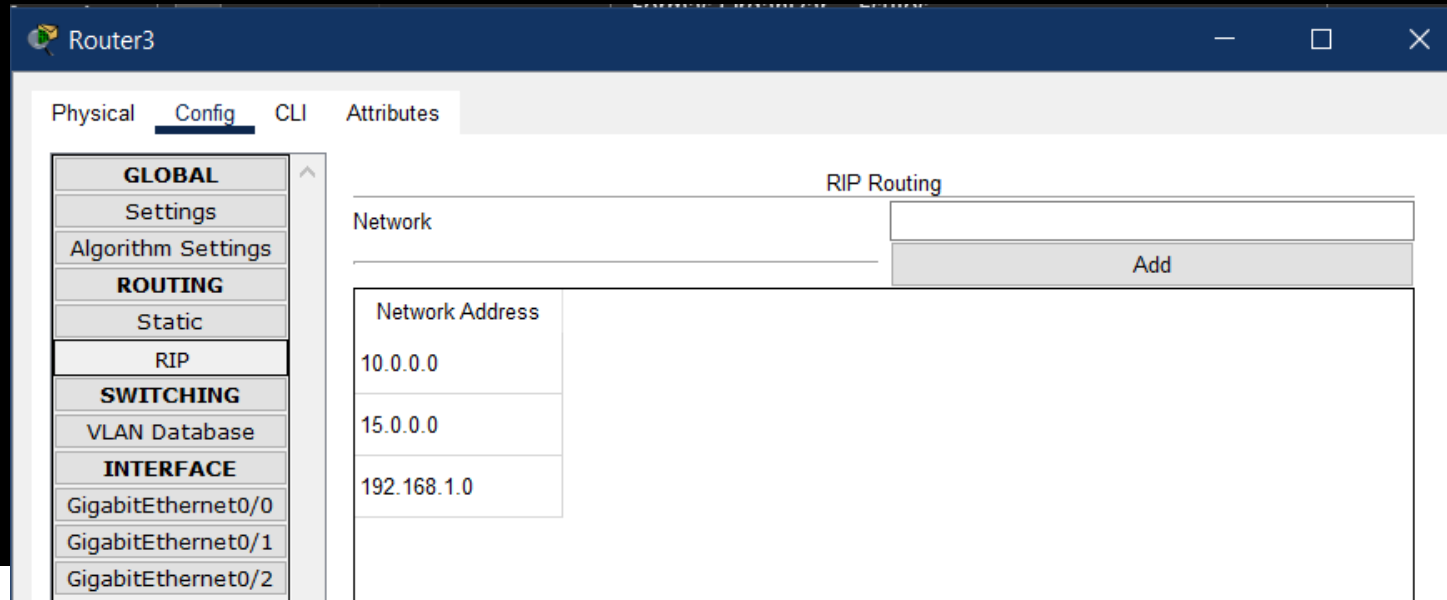 Router3
Physical Config CLI Attributes
GLOBAL
Settings
Algorithm Settings
ROUTING
Static
RIP
SWITCHING
VLAN Database
INTERFACE
GigabitEthernet0/0
GigabitEthernet0/1
GigabitEthernet0/2
RIP Routing
Network
Add
Network Address
10.0.0.0
15.0.0.0
192.168.1.0